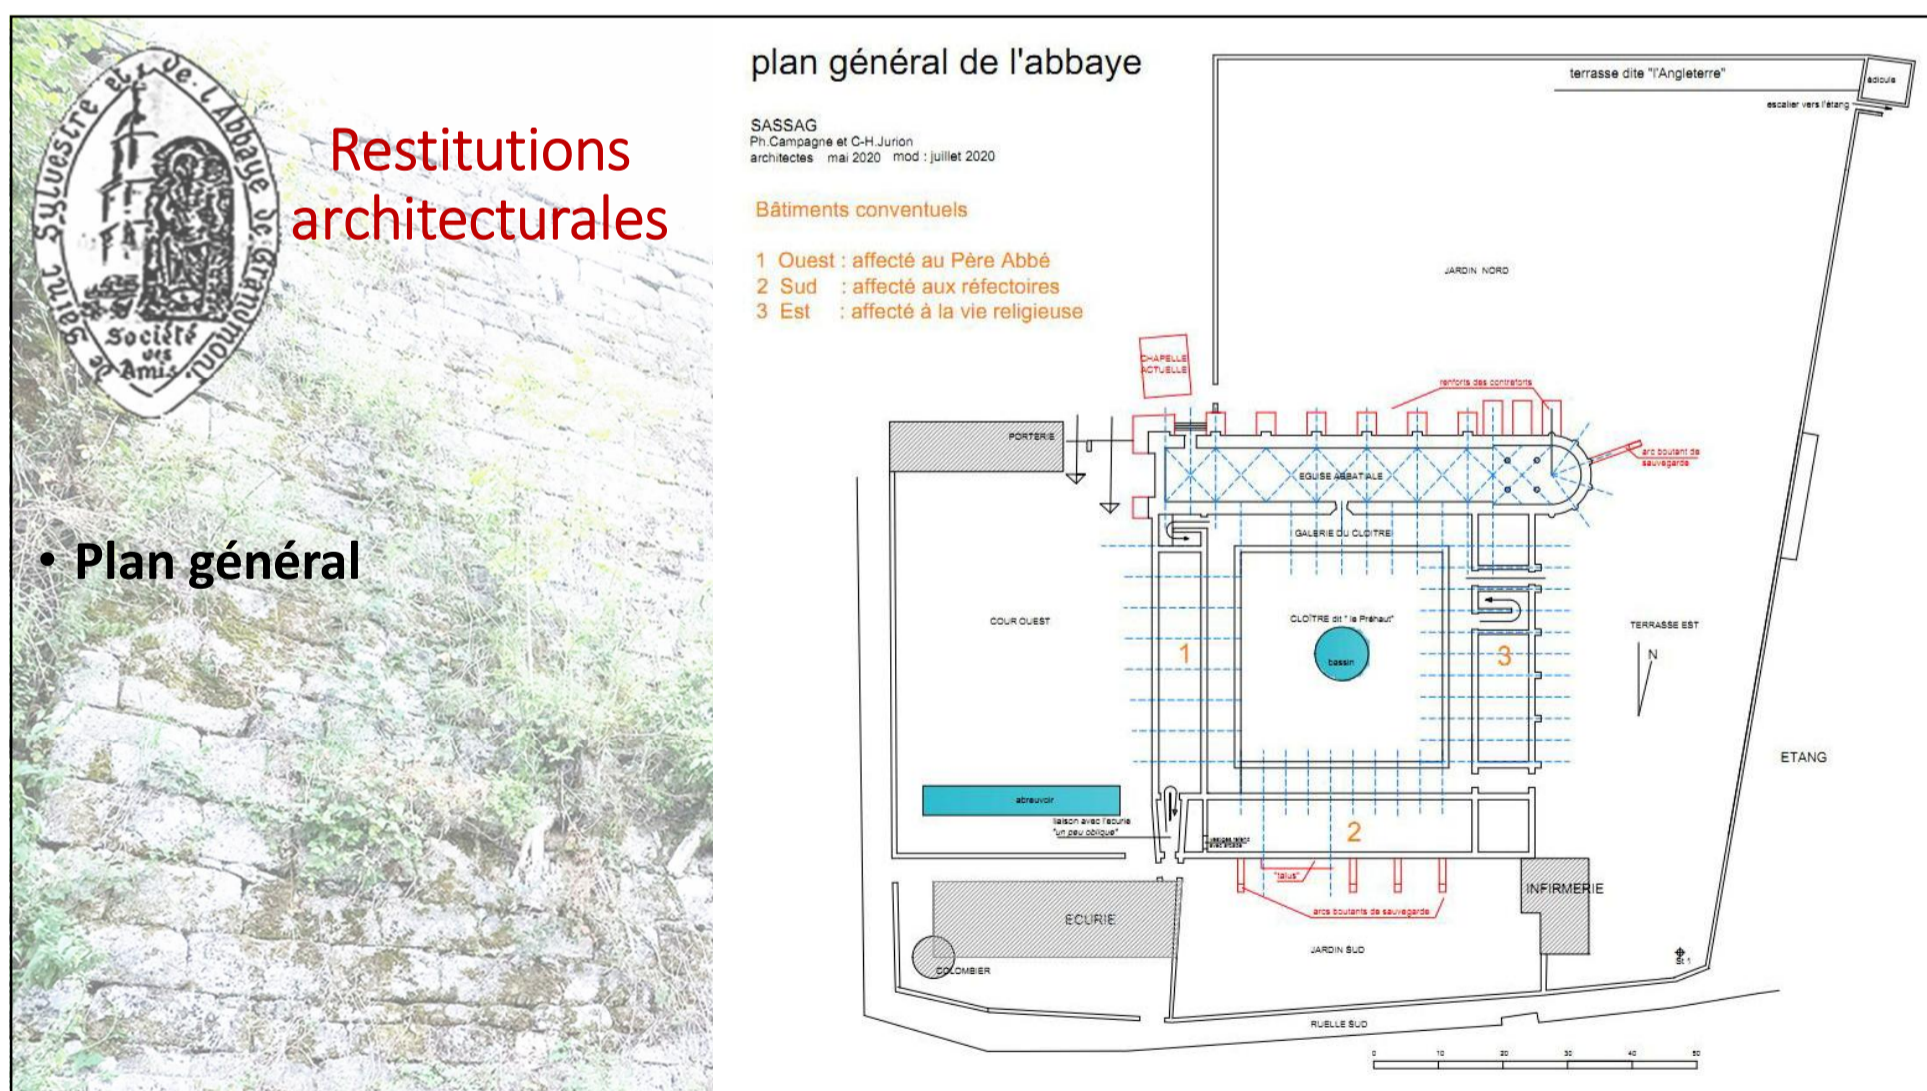 de Saint Sylvestre et de l'Abbaye de Grandmont
Société
des
Amis
Restitutions
architecturales
• Plan général
plan général de l'abbaye
SASSAG
Ph.Campagne et C-H.Jurion
architectes mai 2020 mod : juillet 2020
Bâtiments conventuels
1 Ouest : affecté au Père Abbé
2 Sud : affecté aux réfectoires
3 Est : affecté à la vie religieuse
terrasse dite "l'Angleterre"
édicule
escalier vers l'étang
JARDIN NORD
CHAPELLE
ACTUELLE
renforts des contreforts
PORTERIE
arc boutant de
sauvegarde
EGLISE ABBATIALE
GALERIE DU CLOITRE
COUR OUEST
CLOÎTRE dit " le Préhaut"
bassin
TERRASSE EST
N
1
3
ETANG
abreuvoir
liaison avec l'ecurie
"un peu oblique"
2
"talus"
INFIRMERIE
arcs boutants de sauvegarde
ECURIE
JARDIN SUD
COLOMBIER
St 1
RUELLE SUD
0 10 20 30 40 50